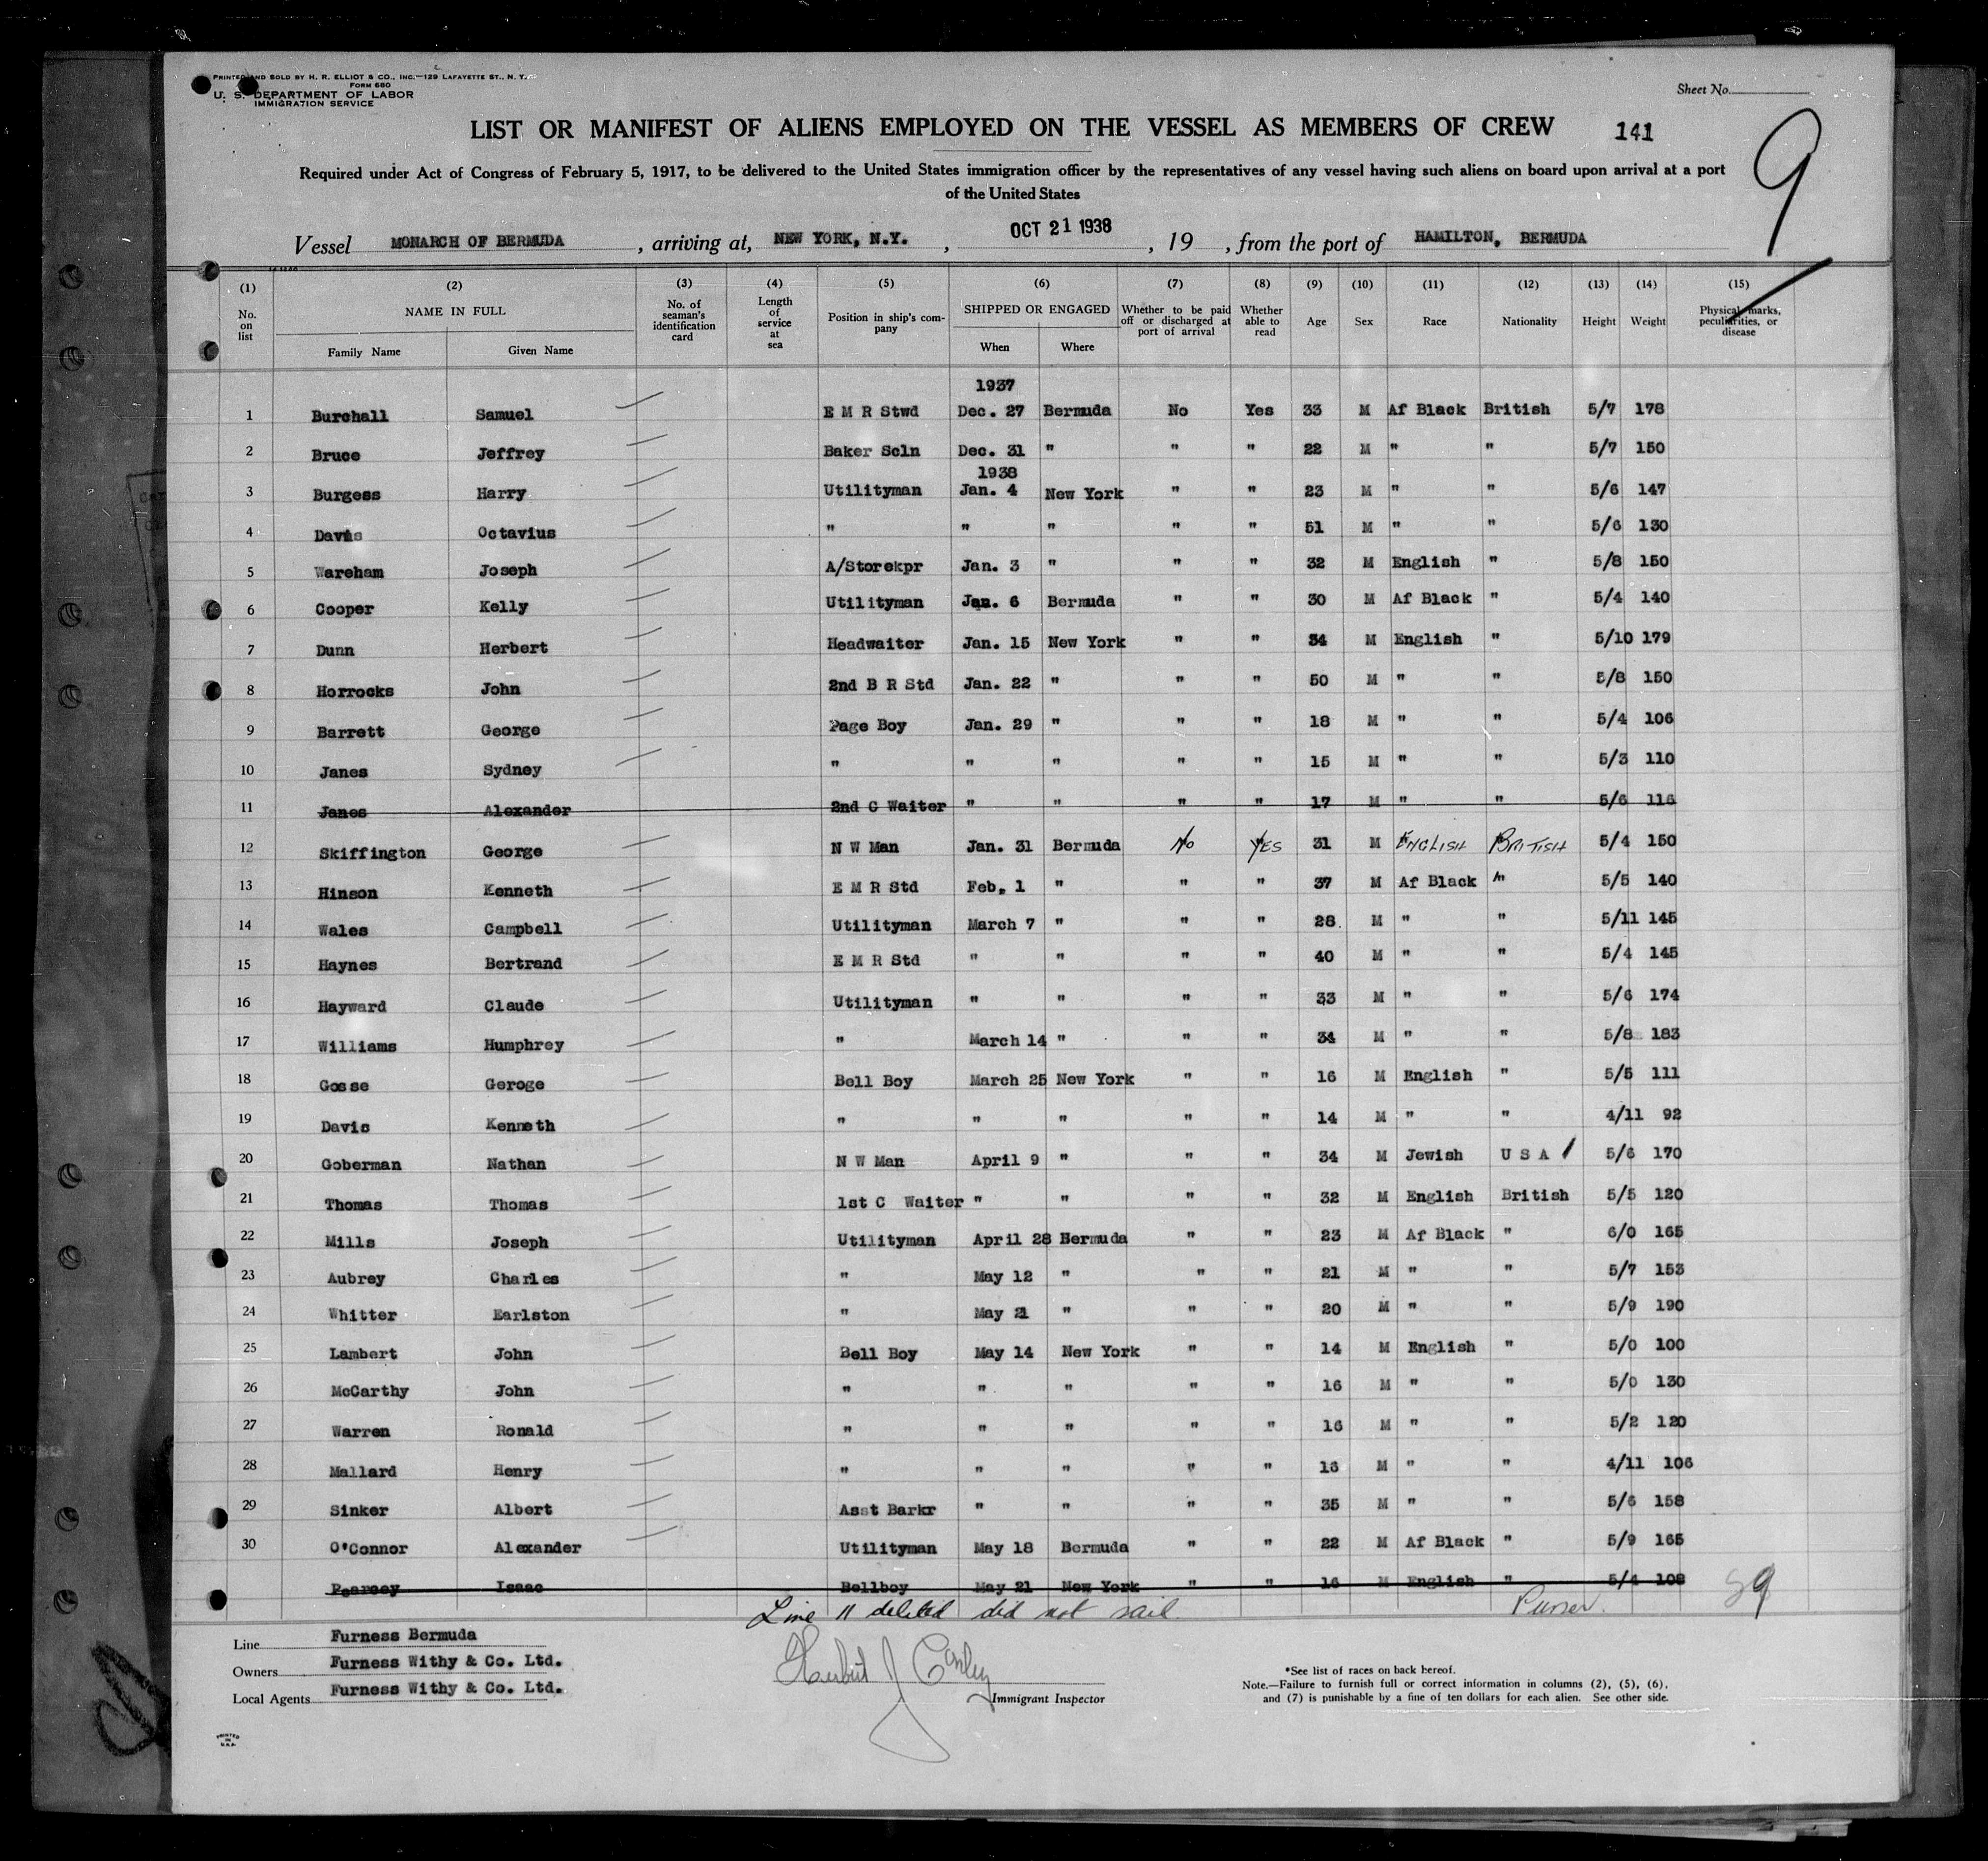 PRINTED AND SOLD BY H. R. ELLIOT & CO., INC.—129 LAFAYETTE ST., N. Y.
FORM 680
U. S. DEPARTMENT OF LABOR
IMMIGRATION SERVICE
Sheet No.
LIST OR MANIFEST OF ALIENS EMPLOYED ON THE VESSEL AS MEMBERS OF CREW 141 9
Required under Act of Congress of February 5, 1917, to be delivered to the United States immigration officer by the representatives of any vessel having such aliens on board upon arrival at a port
of the United States
Vessel MONARCH OF BERMUDA, arriving at, NEW YORK, N.Y., OCT 21 1938, 19 , from the port of HAMILTON, BERMUDA
(1) (2) (3) (4) (5) (6) (7) (8) (9) (10) (11) (12) (13) (14) (15)
No. on list NAME IN FULL Family Name Given Name No. of seaman's identification card Length of service at sea Position in ship's company SHIPPED OR ENGAGED When Where Whether to be paid off or discharged at port of arrival Whether able to read Age Sex Race Nationality Height Weight Physical marks, peculiarities, or disease
1937
1 Burchall Samuel E M R Stwd Dec. 27 Bermuda No Yes 33 M Af Black British 5/7 178
2 Bruce Jeffrey Baker Scln Dec. 31 " " " 22 M " " 5/7 150
1938
3 Burgess Harry Utilityman Jan. 4 New York " " 23 M " " 5/6 147
4 Davis Octavius " " " " " 51 M " " 5/6 130
5 Wareham Joseph A/Storekpr Jan. 3 " " " 32 M English " 5/8 150
6 Cooper Kelly Utilityman Jan. 6 Bermuda " " 30 M Af Black " 5/4 140
7 Dunn Herbert Headwaiter Jan. 15 New York " " 34 M English " 5/10 179
8 Horrocks John 2nd B R Std Jan. 22 " " " 50 M " " 5/8 150
9 Barrett George Page Boy Jan. 29 " " " 18 M " " 5/4 106
10 Janes Sydney " " " " " 15 M " " 5/3 110
11 Janes Alexander 2nd C Waiter " " " " 17 M " " 5/6 116
12 Skiffington George N W Man Jan. 31 Bermuda No YES 31 M ENGLISH BRITISH 5/4 150
13 Hinson Kenneth E M R Std Feb. 1 " " " 37 M Af Black " 5/5 140
14 Wales Campbell Utilityman March 7 " " " 28 M " " 5/11 145
15 Haynes Bertrand E M R Std " " " " 40 M " " 5/4 145
16 Hayward Claude Utilityman " " " " 33 M " " 5/6 174
17 Williams Humphrey " March 14 " " " 34 M " " 5/8 183
18 Gosse Geroge Bell Boy March 25 New York " " 16 M English " 5/5 111
19 Davis Kenneth " " " " " 14 M " " 4/11 92
20 Goberman Nathan N W Man April 9 " " " 34 M Jewish U S A 5/6 170
21 Thomas Thomas 1st C Waiter " " " " 32 M English British 5/5 120
22 Mills Joseph Utilityman April 28 Bermuda " " 23 M Af Black " 6/0 165
23 Aubrey Charles " May 12 " " " 21 M " " 5/7 153
24 Whitter Earlston " May 21 " " " 20 M " " 5/9 190
25 Lambert John Bell Boy May 14 New York " " 14 M English " 5/0 100
26 McCarthy John " " " " " 16 M " " 5/0 130
27 Warren Ronald " " " " " 16 M " " 5/2 120
28 Mallard Henry " " " " " 16 M " " 4/11 106
29 Sinker Albert Asst Barkr " " " " 35 M " " 5/6 158
30 O'Connor Alexander Utilityman May 18 Bermuda " " 22 M Af Black " 5/9 165
Pearcey Isaac Bellboy May 21 New York " " 16 M English " 5/4 108
Line 11 deleted did not sail. Purser.
Line Furness Bermuda
Owners Furness Withy & Co. Ltd.
Local Agents Furness Withy & Co. Ltd.
Immigrant Inspector
*See list of races on back hereof.
Note.—Failure to furnish full or correct information in columns (2), (5), (6),
and (7) is punishable by a fine of ten dollars for each alien. See other side.
PRINTED IN U.S.A.